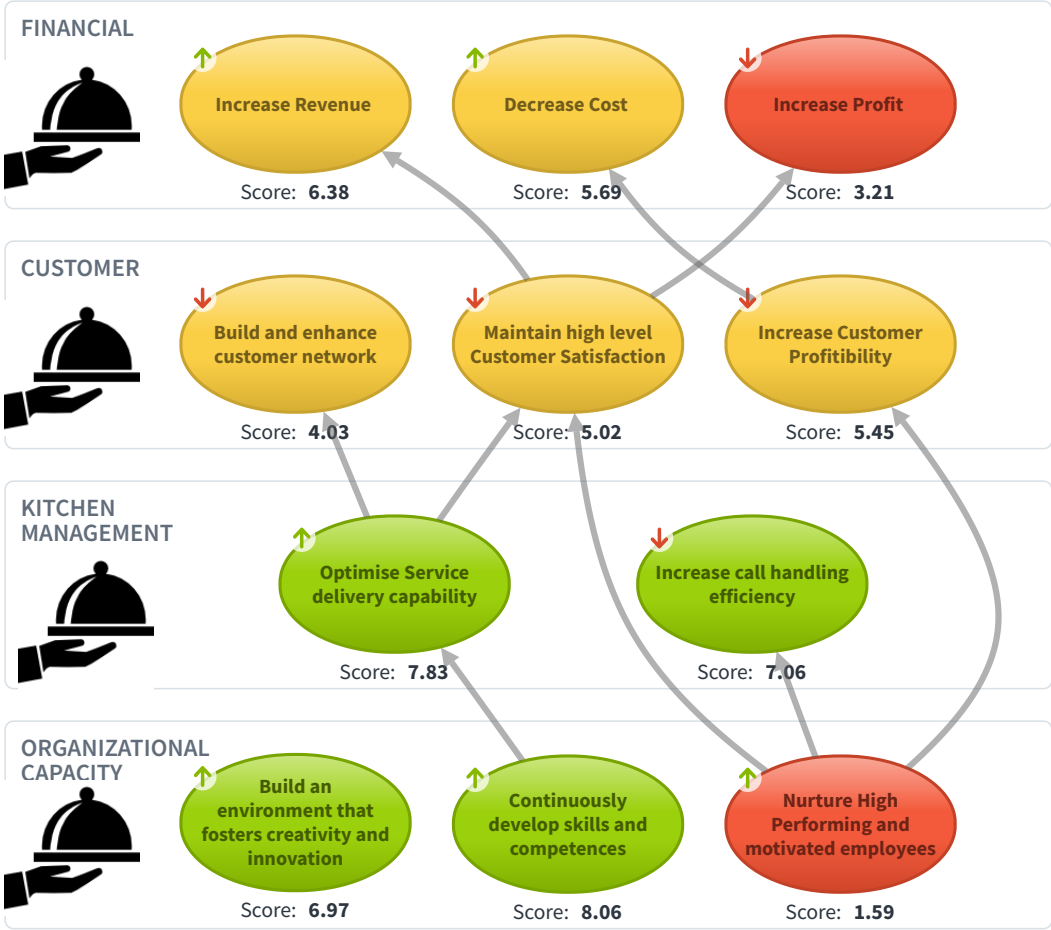 FINANCIAL
Increase Revenue
Decrease Cost
Increase Profit
Score: 6.38
Score: 5.69
Score: 3.21
CUSTOMER
Build and enhance
customer network
Maintain high level
Customer Satisfaction
Increase Customer
Profitibility
Score: 4.03
Score: 5.02
Score: 5.45
KITCHEN
MANAGEMENT
Optimise Service
delivery capability
Increase call handling
efficiency
Score: 7.83
Score: 7.06
ORGANIZATIONAL
CAPACITY
Build an
environment that
fosters creativity and
innovation
Continuously
develop skills and
competences
Nurture High
Performing and
motivated employees
Score: 6.97
Score: 8.06
Score: 1.59